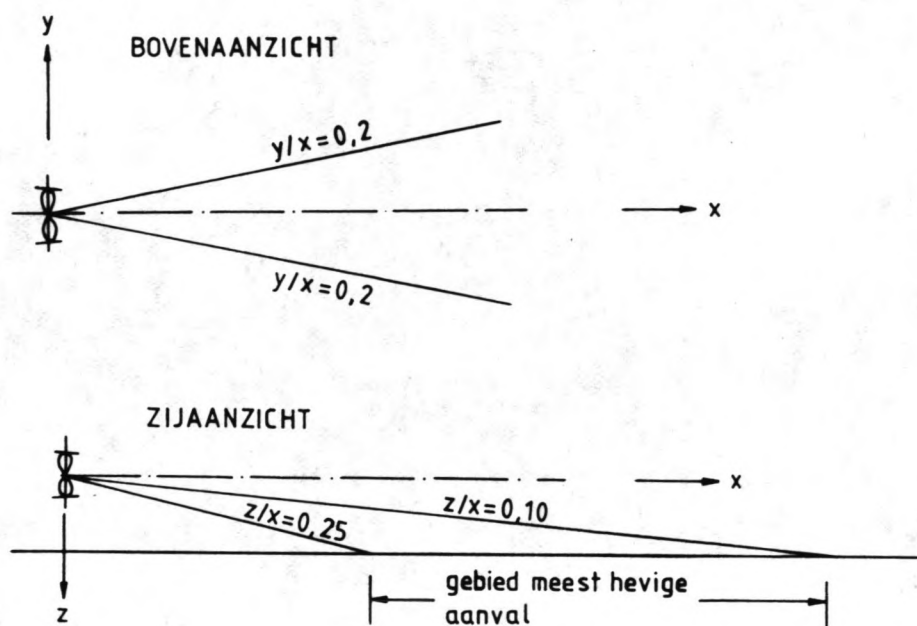 y
BOVENAANZICHT
y/x=0,2
x
y/x=0,2
ZIJAANZICHT
x
z/x=0,10
z/x=0,25
gebied meest hevige
aanval
z